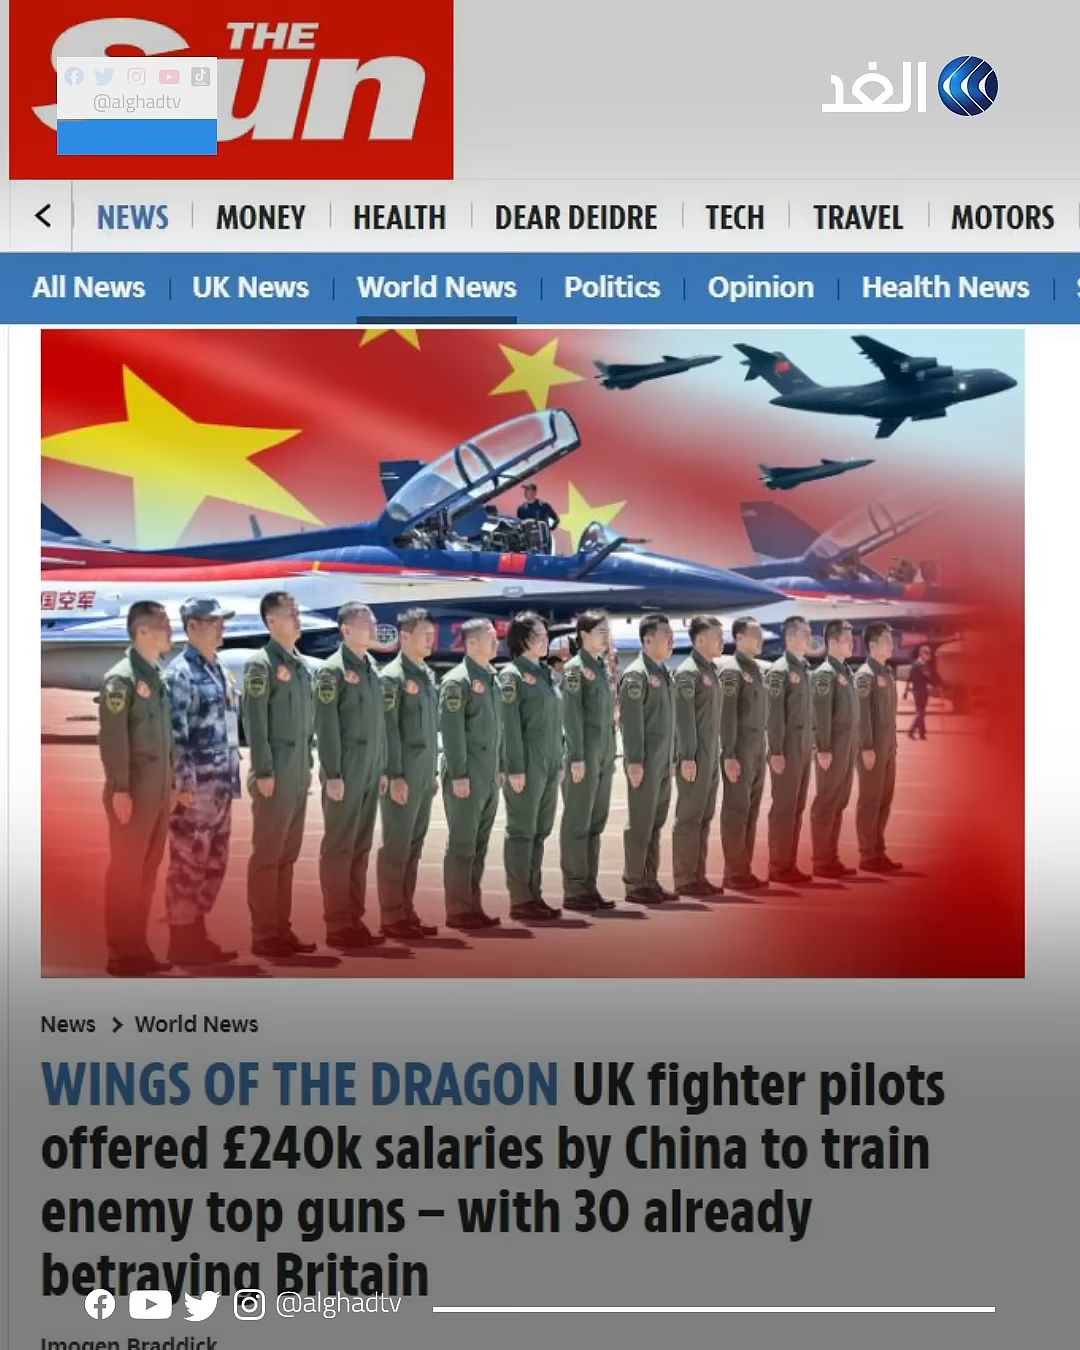 THE
Sun
@alghadtv
الغد
NEWS MONEY HEALTH DEAR DEIDRE TECH TRAVEL MOTORS
All News UK News World News Politics Opinion Health News
国空军
News > World News
WINGS OF THE DRAGON UK fighter pilots
offered £240k salaries by China to train
enemy top guns – with 30 already
betraying Britain
@alghadtv
Imogen Braddick